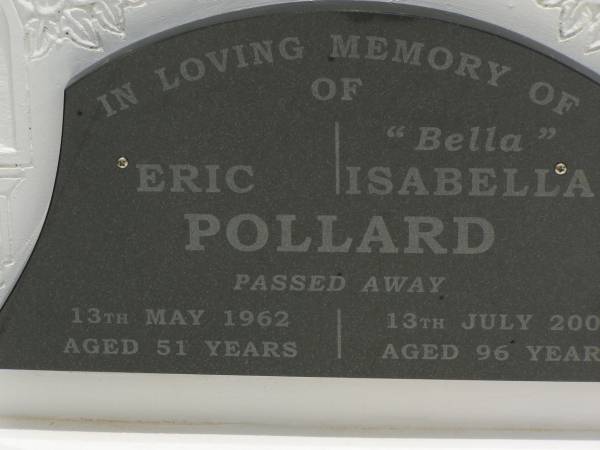 IN LOVING MEMORY OF
OF
"Bella"
ERIC ISABELLA
POLLARD
PASSED AWAY
13TH MAY 1962 13TH JULY 200
AGED 51 YEARS AGED 96 YEAR